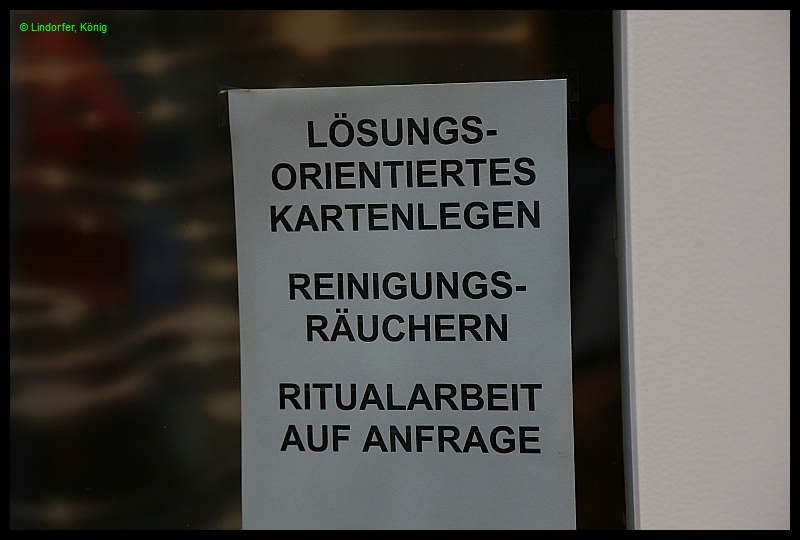 © Lindorfer, König
LÖSUNGS-
ORIENTIERTES
KARTENLEGEN
REINIGUNGS-
RÄUCHERN
RITUALARBEIT
AUF ANFRAGE